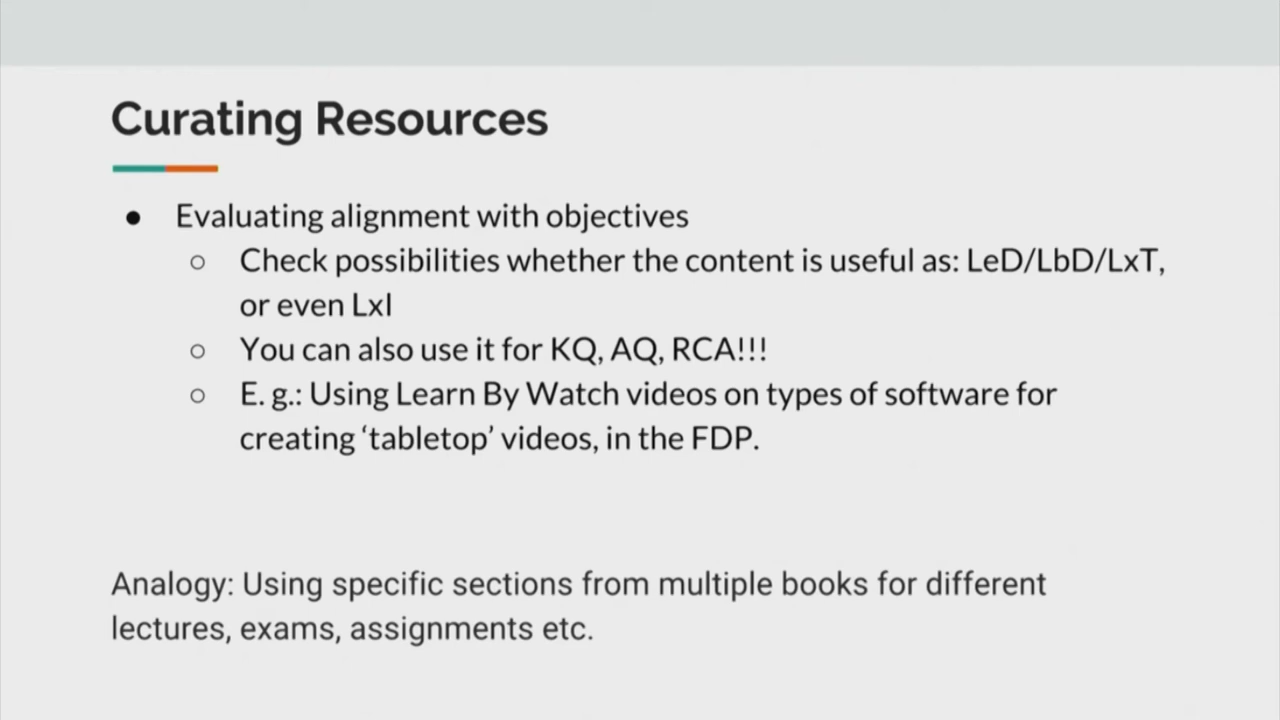 Curating Resources
● Evaluating alignment with objectives
○ Check possibilities whether the content is useful as: LeD/LbD/LxT,
or even LxI
○ You can also use it for KQ, AQ, RCA!!!
○ E. g.: Using Learn By Watch videos on types of software for
creating ‘tabletop’ videos, in the FDP.
Analogy: Using specific sections from multiple books for different
lectures, exams, assignments etc.